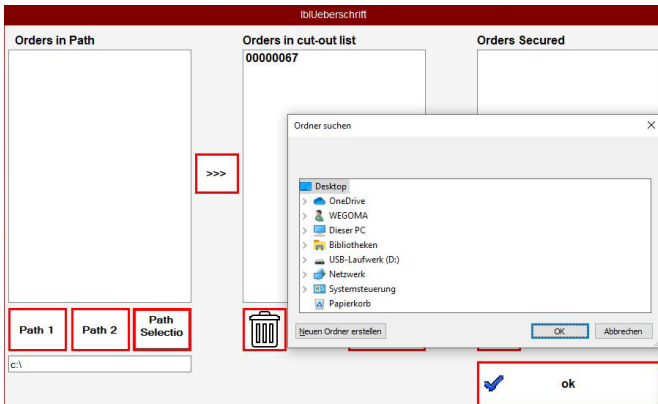 lblUeberschrift
Orders in Path
Orders in cut-out list
Orders Secured
00000067
>>>
Path 1
Path 2
Path
Selectio
c:\
Ordner suchen
Desktop
OneDrive
WEGOMA
Dieser PC
Bibliotheken
USB-Laufwerk (D:)
Netzwerk
Systemsteuerung
Papierkorb
Neuen Ordner erstellen
OK
Abbrechen
ok